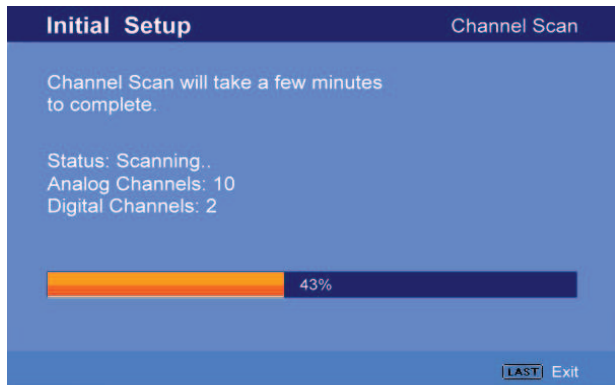 Initial Setup Channel Scan
Channel Scan will take a few minutes
to complete.
Status: Scanning..
Analog Channels: 10
Digital Channels: 2
43%
LAST Exit